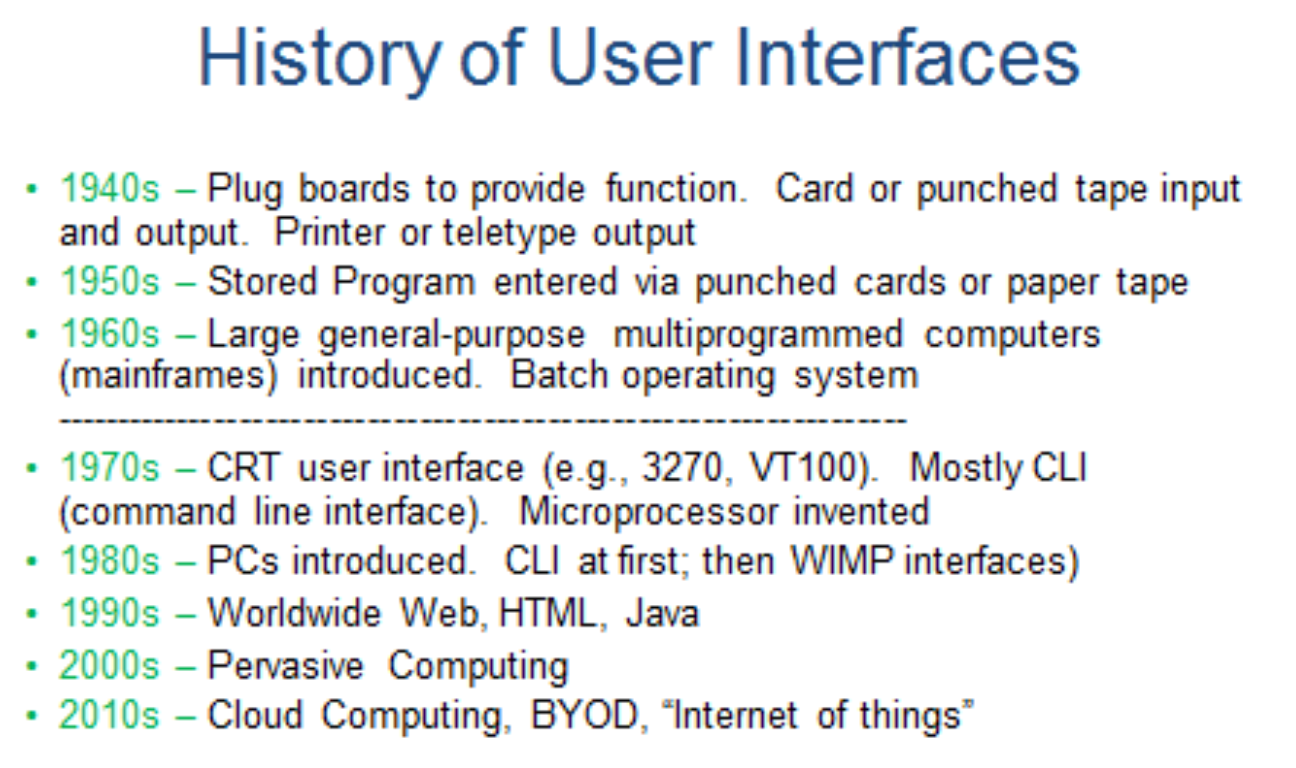 History of User Interfaces
• 1940s – Plug boards to provide function. Card or punched tape input
and output. Printer or teletype output
• 1950s – Stored Program entered via punched cards or paper tape
• 1960s – Large general-purpose multiprogrammed computers
(mainframes) introduced. Batch operating system
-----------------------------------------------------------------------
• 1970s – CRT user interface (e.g., 3270, VT100). Mostly CLI
(command line interface). Microprocessor invented
• 1980s – PCs introduced. CLI at first; then WIMP interfaces)
• 1990s – Worldwide Web, HTML, Java
• 2000s – Pervasive Computing
• 2010s – Cloud Computing, BYOD, “Internet of things”